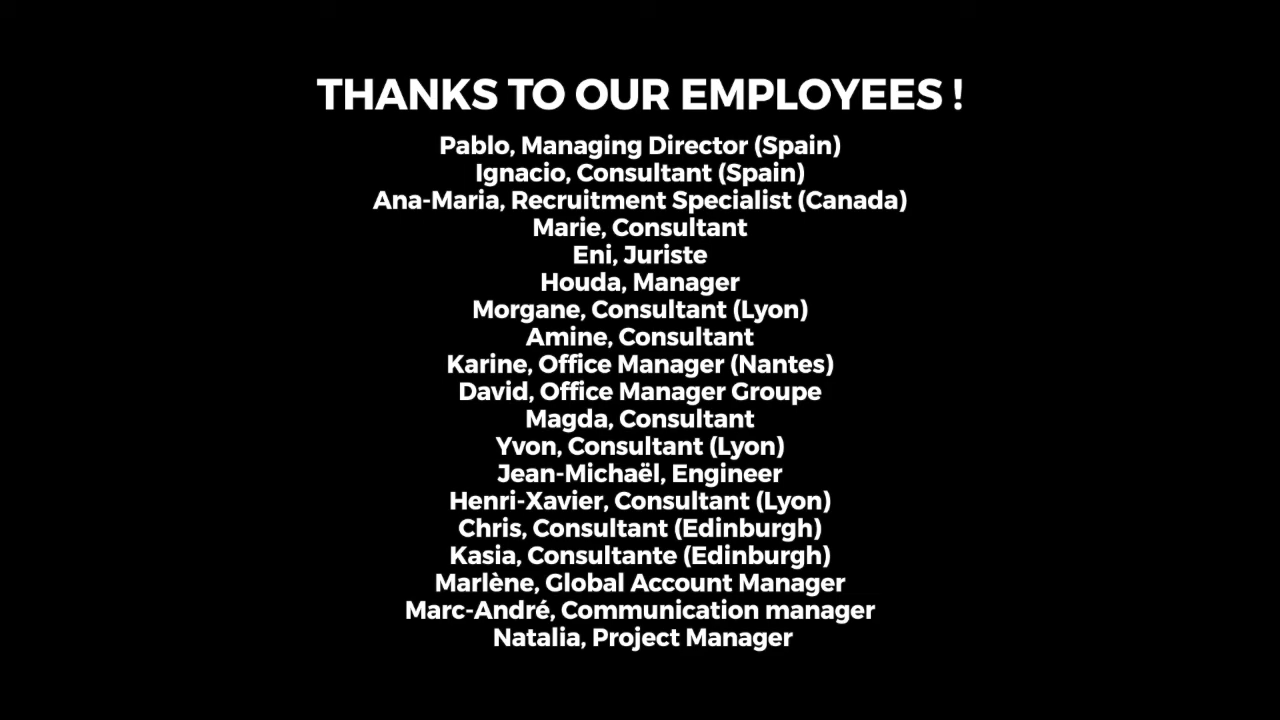 THANKS TO OUR EMPLOYEES !
Pablo, Managing Director (Spain)
Ignacio, Consultant (Spain)
Ana-Maria, Recruitment Specialist (Canada)
Marie, Consultant
Eni, Juriste
Houda, Manager
Morgane, Consultant (Lyon)
Amine, Consultant
Karine, Office Manager (Nantes)
David, Office Manager Groupe
Magda, Consultant
Yvon, Consultant (Lyon)
Jean-Michaël, Engineer
Henri-Xavier, Consultant (Lyon)
Chris, Consultant (Edinburgh)
Kasia, Consultante (Edinburgh)
Marlène, Global Account Manager
Marc-André, Communication manager
Natalia, Project Manager